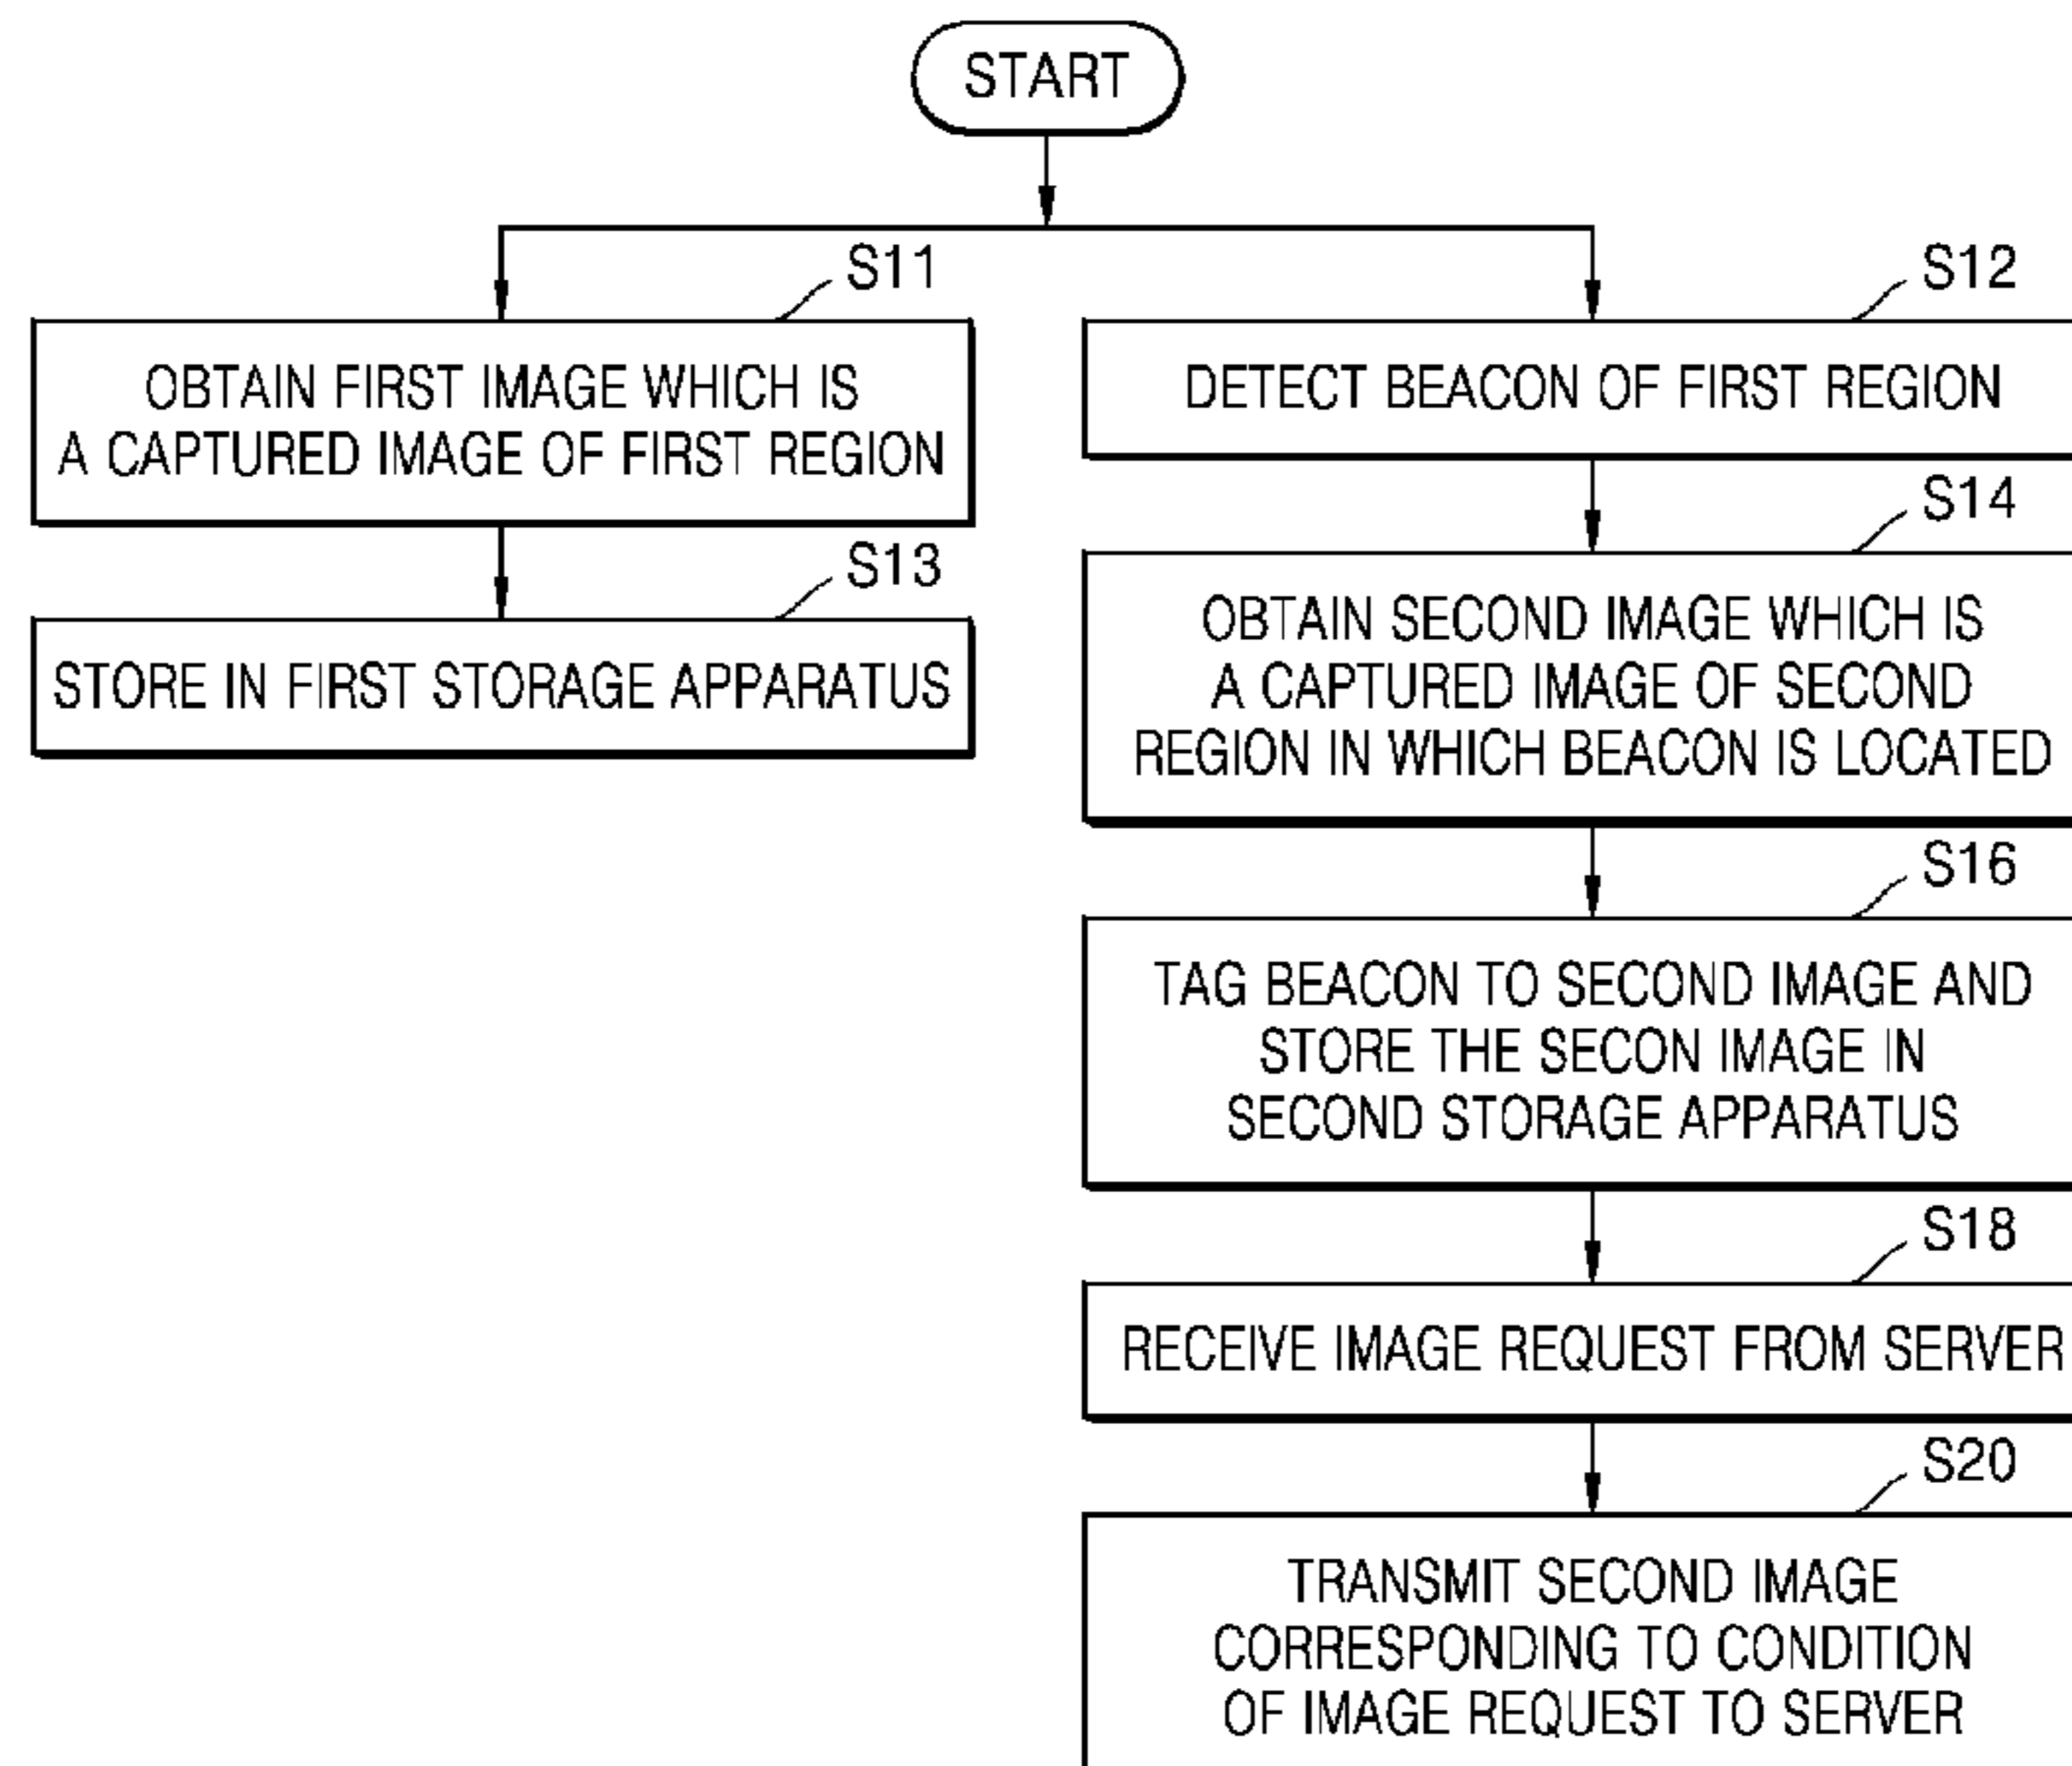 START
S11
OBTAIN FIRST IMAGE WHICH IS
A CAPTURED IMAGE OF FIRST REGION
S13
STORE IN FIRST STORAGE APPARATUS
S12
DETECT BEACON OF FIRST REGION
S14
OBTAIN SECOND IMAGE WHICH IS
A CAPTURED IMAGE OF SECOND
REGION IN WHICH BEACON IS LOCATED
S16
TAG BEACON TO SECOND IMAGE AND
STORE THE SECON IMAGE IN
SECOND STORAGE APPARATUS
S18
RECEIVE IMAGE REQUEST FROM SERVER
S20
TRANSMIT SECOND IMAGE
CORRESPONDING TO CONDITION
OF IMAGE REQUEST TO SERVER